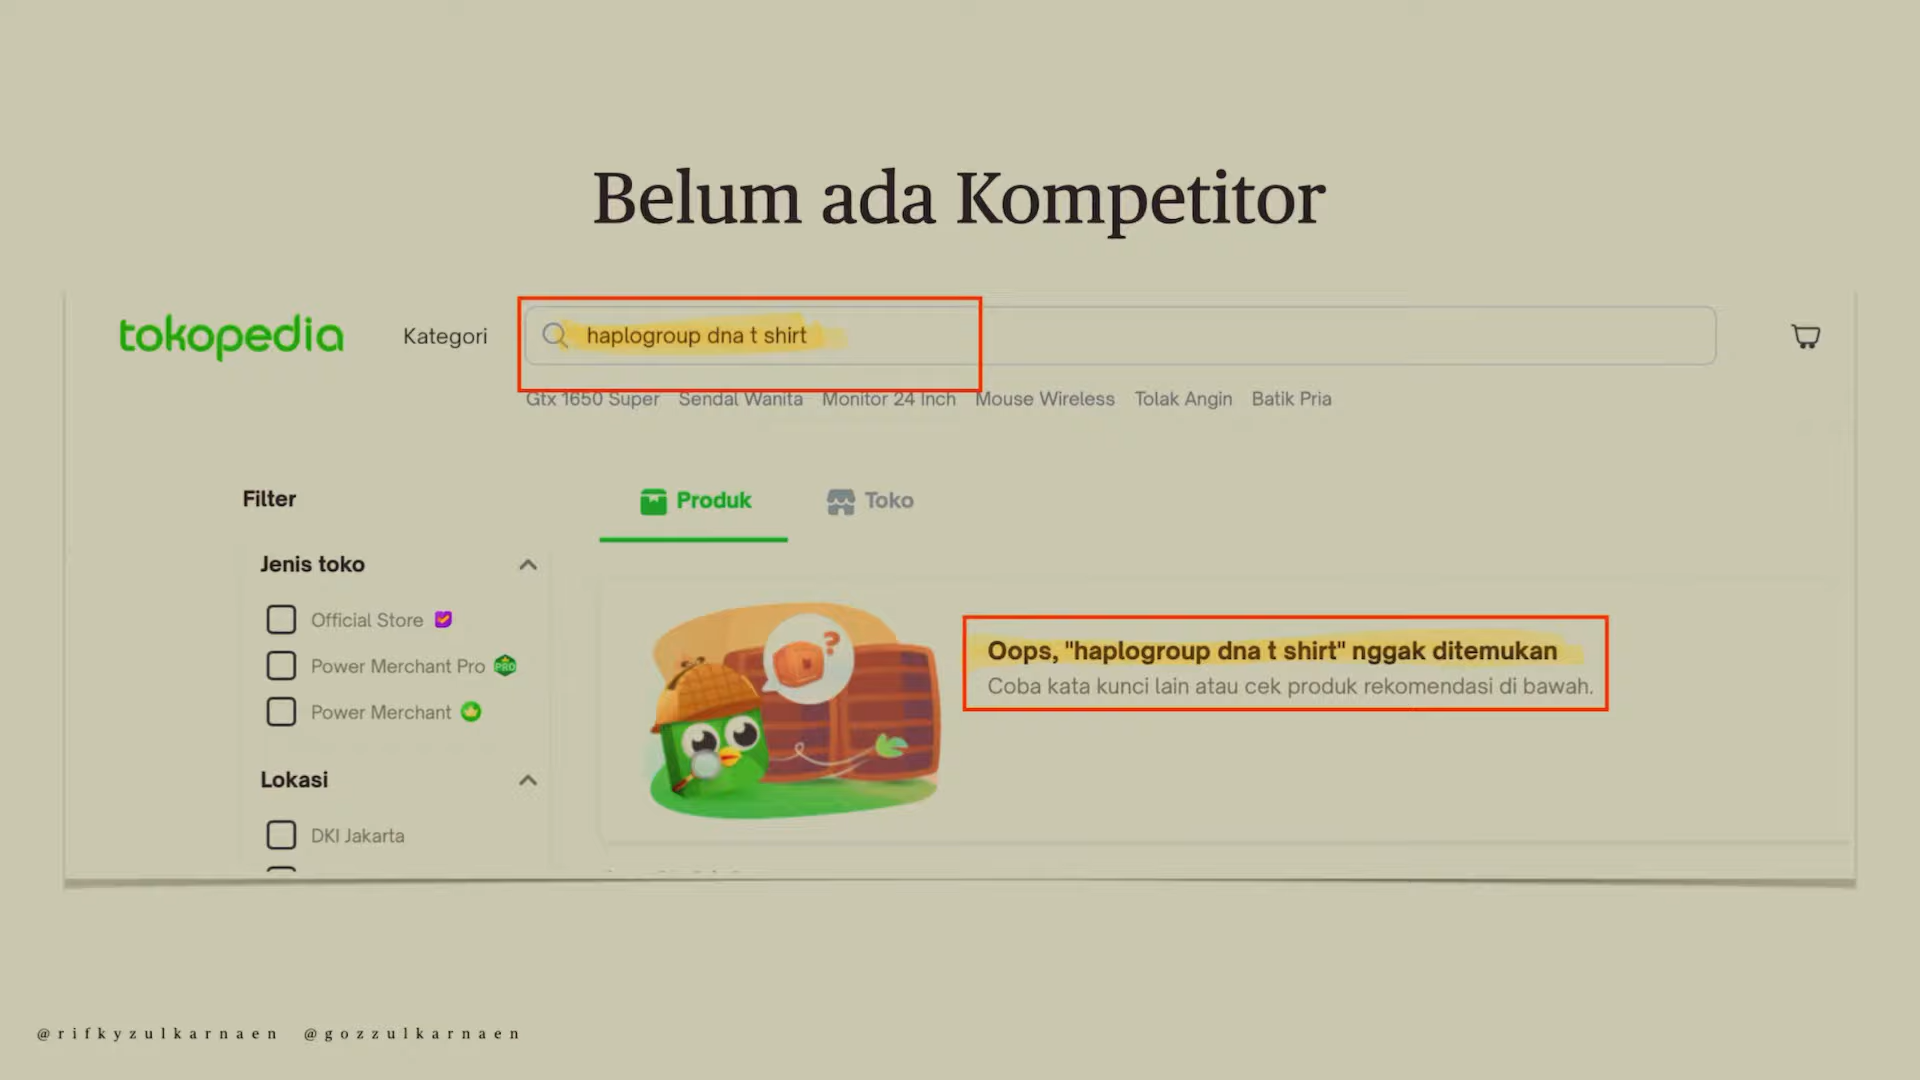 Belum ada Kompetitor
tokopedia Kategori haplogroup dna t shirt
Gtx 1650 Super Sendal Wanita Monitor 24 Inch Mouse Wireless Tolak Angin Batik Pria
Filter
Produk Toko
Jenis toko
Official Store
Power Merchant Pro PRO
Power Merchant
Lokasi
DKI Jakarta
?
Oops, "haplogroup dna t shirt" nggak ditemukan
Coba kata kunci lain atau cek produk rekomendasi di bawah.
@rifkyzulkarnaen @gozzulkarnaen